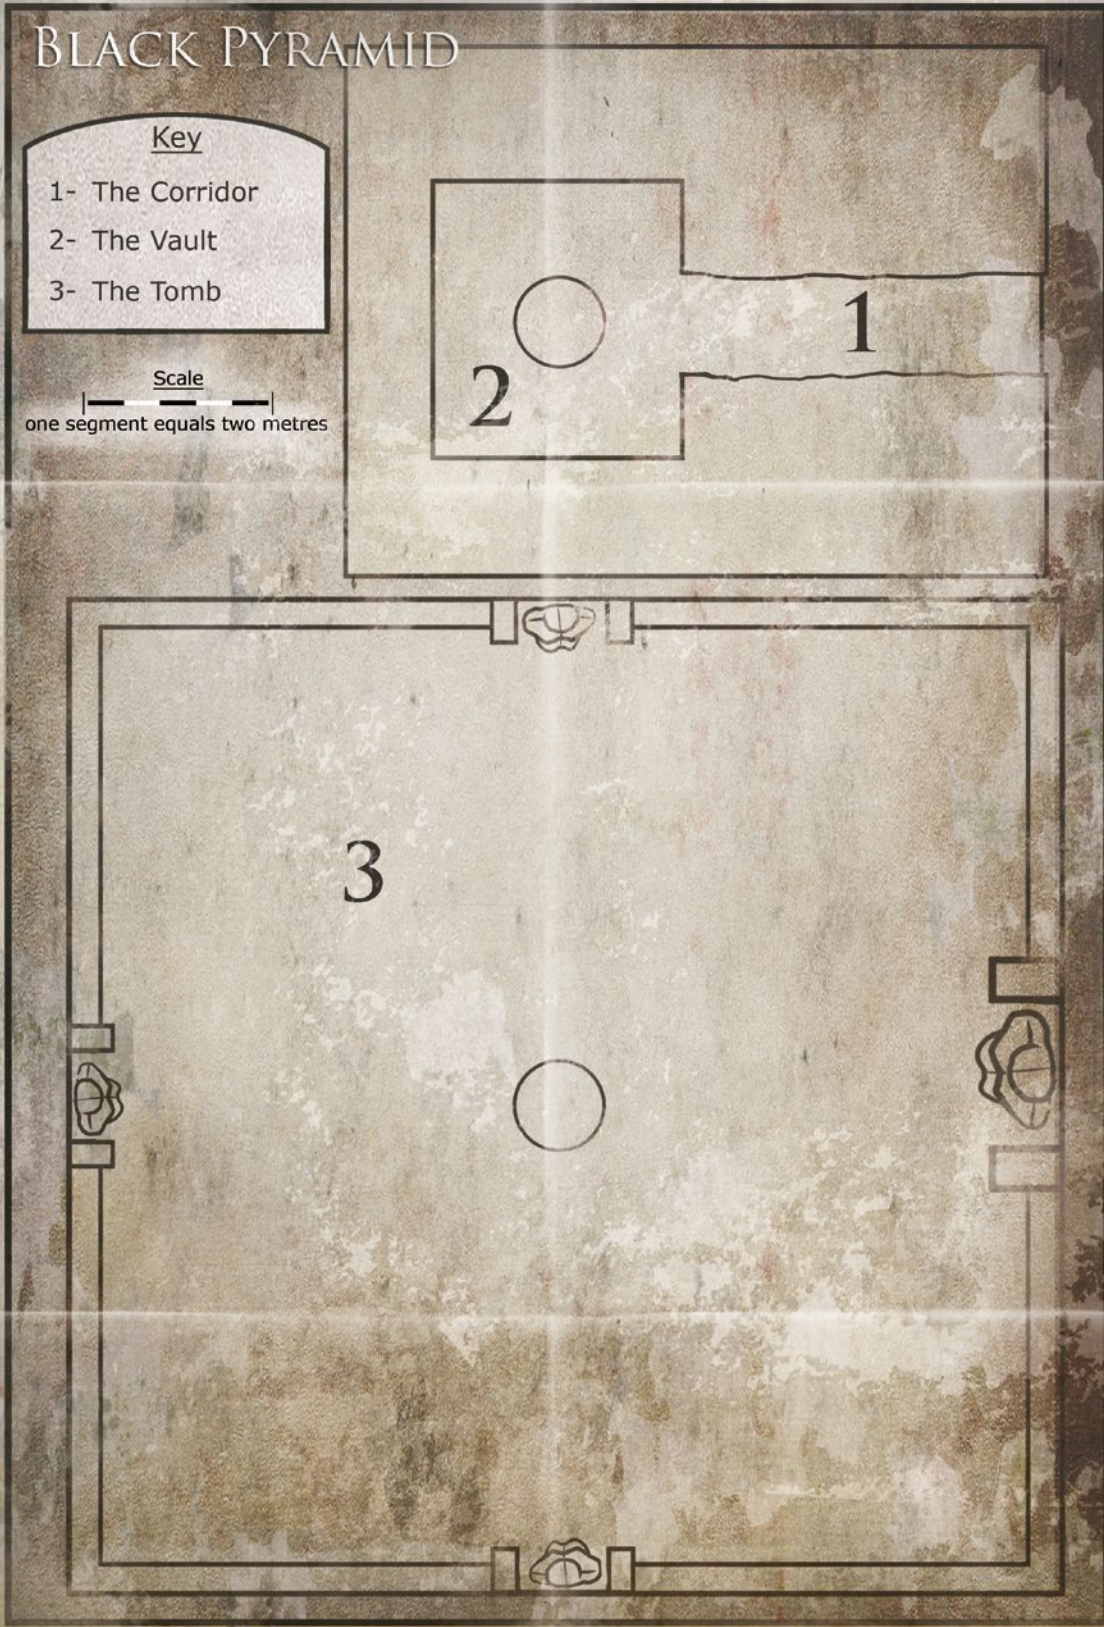 BLACK PYRAMID
Key
1- The Corridor
2- The Vault
3- The Tomb
Scale
one segment equals two metres
1
2
3